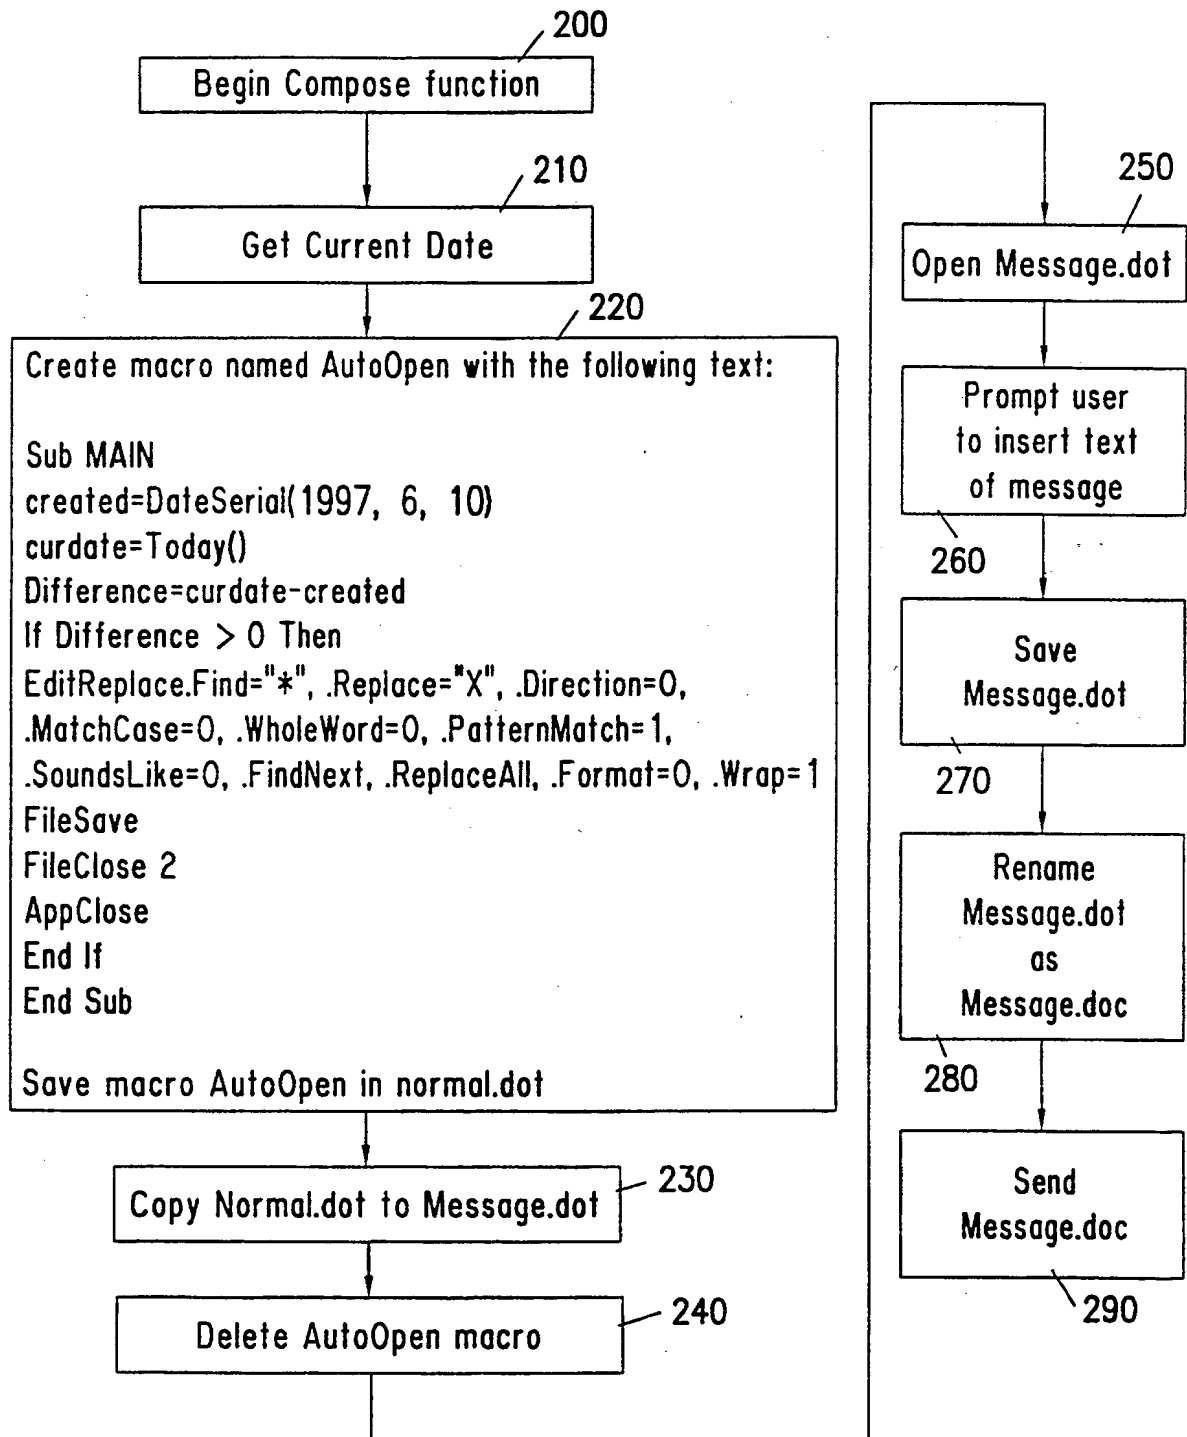 200
Begin Compose function
210
Get Current Date
220
Create macro named AutoOpen with the following text:
Sub MAIN
created=DateSerial(1997, 6, 10)
curdate=Today()
Difference=curdate-created
If Difference > 0 Then
EditReplace.Find="*", .Replace="X", .Direction=0,
.MatchCase=0, .WholeWord=0, .PatternMatch=1,
.SoundsLike=0, .FindNext, .ReplaceAll, .Format=0, .Wrap=1
FileSave
FileClose 2
AppClose
End If
End Sub
Save macro AutoOpen in normal.dot
Copy Normal.dot to Message.dot
230
Delete AutoOpen macro
240
250
Open Message.dot
Prompt user
to insert text
of message
260
Save
Message.dot
270
Rename
Message.dot
as
Message.doc
280
Send
Message.doc
290